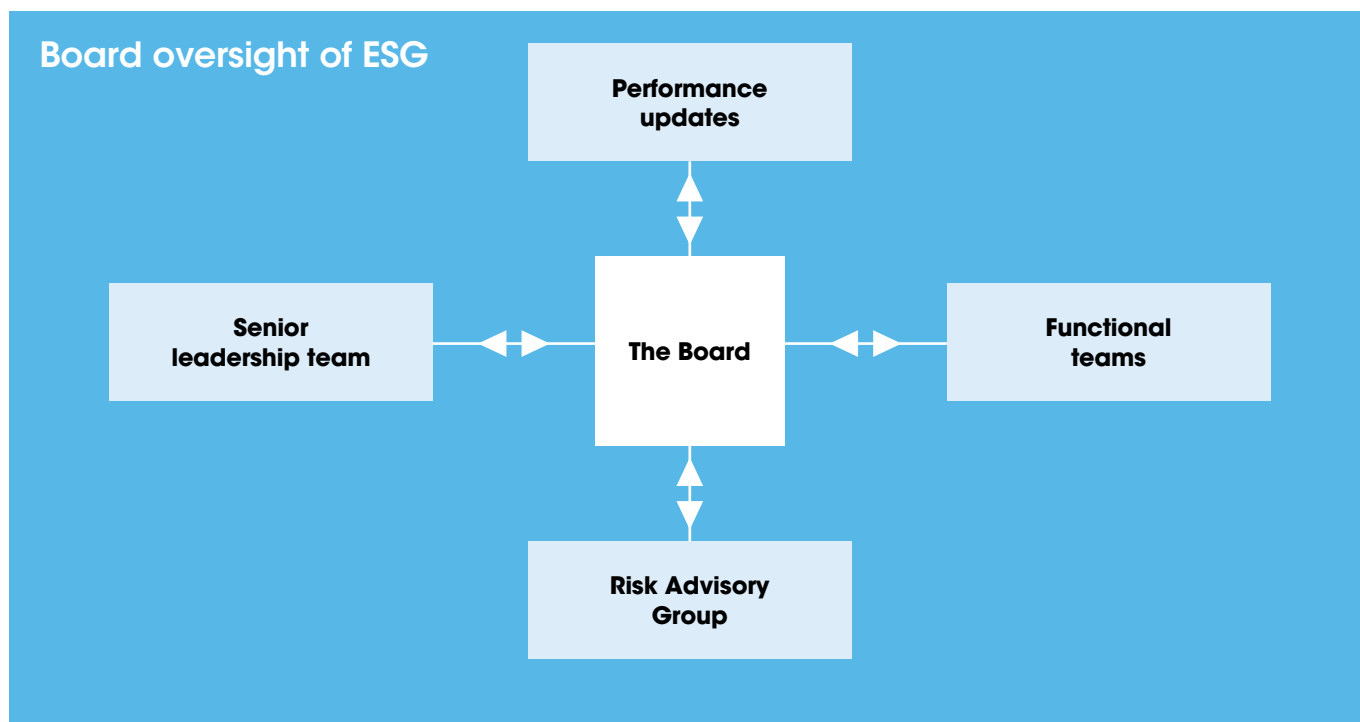 Board oversight of ESG
Performance
updates
Senior
leadership team
The Board
Functional
teams
Risk Advisory
Group